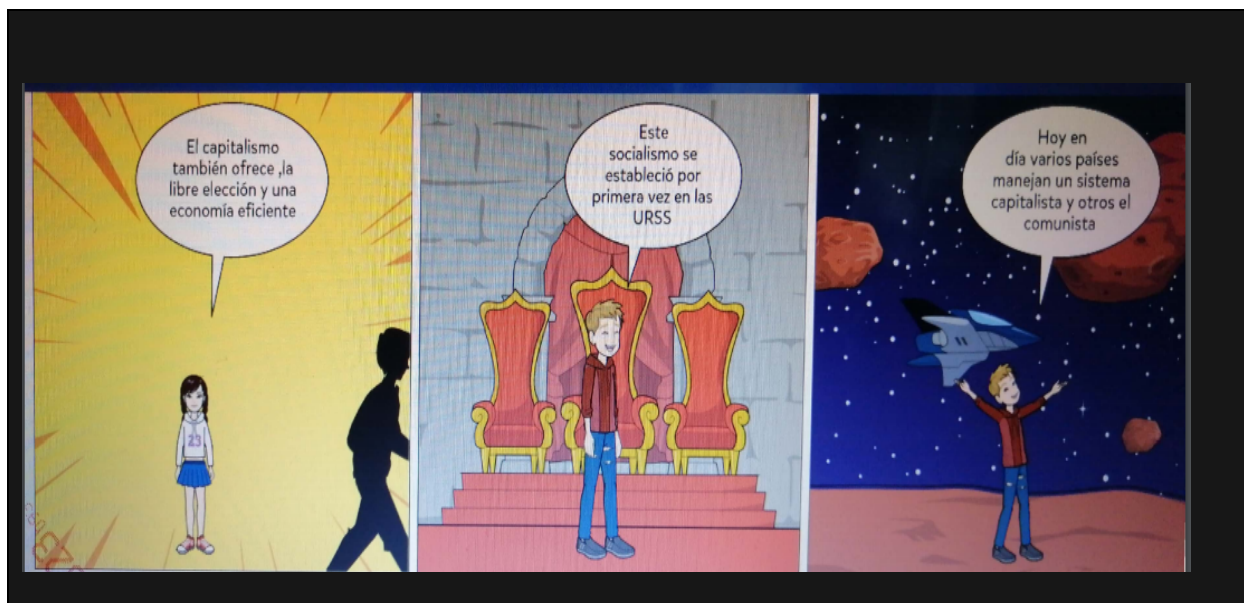 El capitalismo
también ofrece ,la
libre elección y una
economía eficiente
Este
socialismo se
estableció por
primera vez en las
URSS
Hoy en
día varios países
manejan un sistema
capitalista y otros el
comunista
23